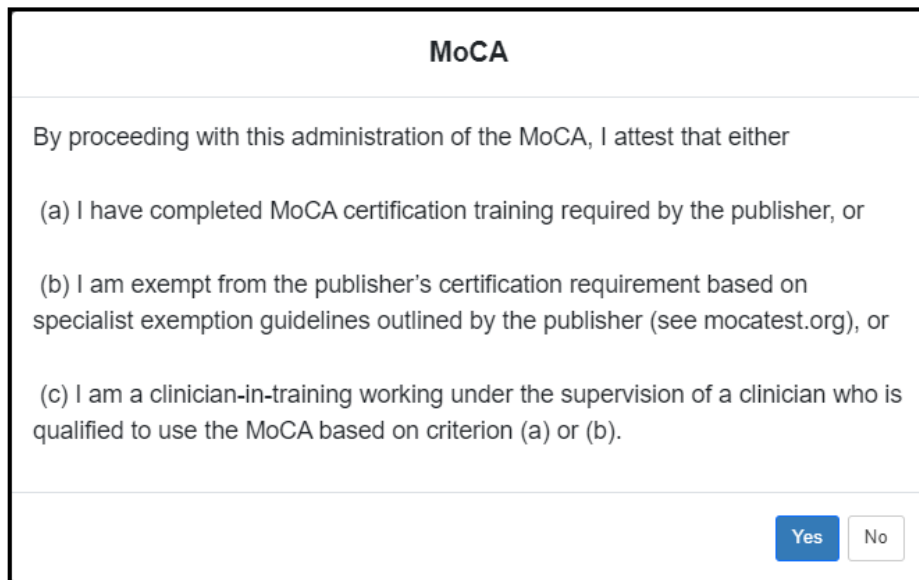 MoCA
By proceeding with this administration of the MoCA, I attest that either
(a) I have completed MoCA certification training required by the publisher, or
(b) I am exempt from the publisher’s certification requirement based on
specialist exemption guidelines outlined by the publisher (see mocatest.org), or
(c) I am a clinician-in-training working under the supervision of a clinician who is
qualified to use the MoCA based on criterion (a) or (b).
Yes No